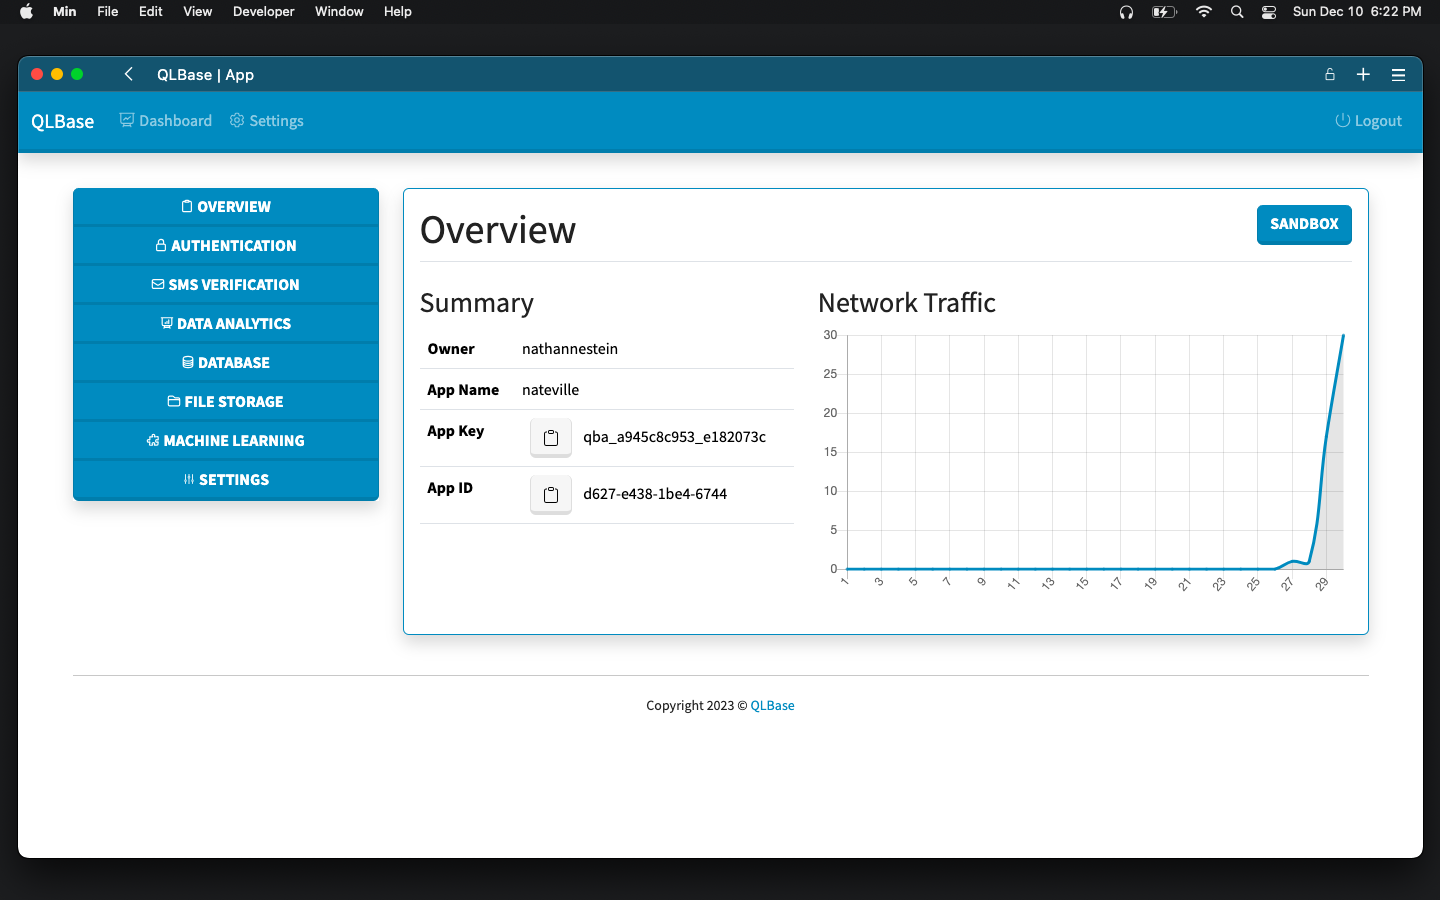 Min File Edit View Developer Window Help Sun Dec 10 6:22 PM
QLBase | App
QLBase Dashboard Settings Logout
OVERVIEW
AUTHENTICATION
SMS VERIFICATION
DATA ANALYTICS
DATABASE
FILE STORAGE
MACHINE LEARNING
SETTINGS
Overview
SANDBOX
Summary
Owner nathannestein
App Name nateville
App Key qba_a945c8c953_e182073c
App ID d627-e438-1be4-6744
Network Traffic
30
25
20
15
10
5
0
1 3 5 7 9 11 13 15 17 19 21 23 25 27 29
Copyright 2023 © QLBase